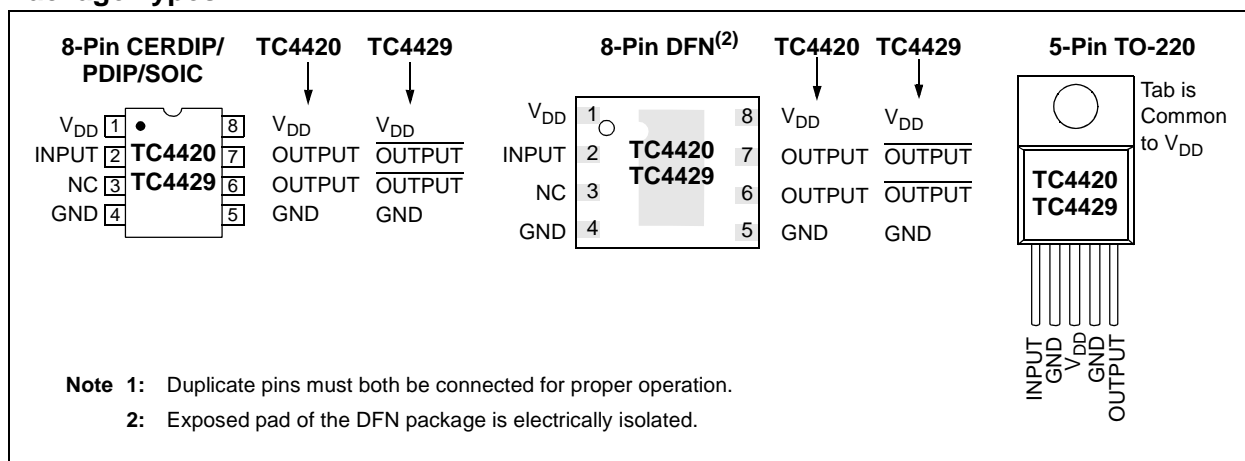 8-Pin CERDIP/
PDIP/SOIC
TC4420 TC4429
VDD 1 8 VDD VDD
INPUT 2 TC4420 7 OUTPUT OUTPUT
NC 3 TC4429 6 OUTPUT OUTPUT
GND 4 5 GND GND
8-Pin DFN(2)
TC4420 TC4429
VDD 1 8 VDD VDD
INPUT 2 TC4420 7 OUTPUT OUTPUT
TC4429
NC 3 6 OUTPUT OUTPUT
GND 4 5 GND GND
5-Pin TO-220
Tab is
Common
to VDD
TC4420
TC4429
INPUT
GND
VDD
GND
OUTPUT
Note 1: Duplicate pins must both be connected for proper operation.
2: Exposed pad of the DFN package is electrically isolated.